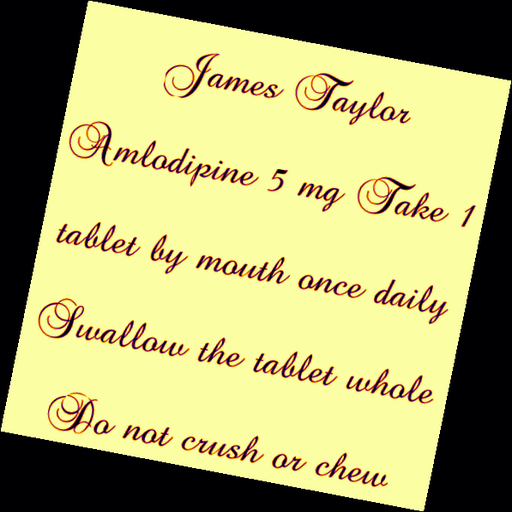 James Taylor
Amlodipine 5 mg Take 1
tablet by mouth once daily
Swallow the tablet whole
Do not crush or chew